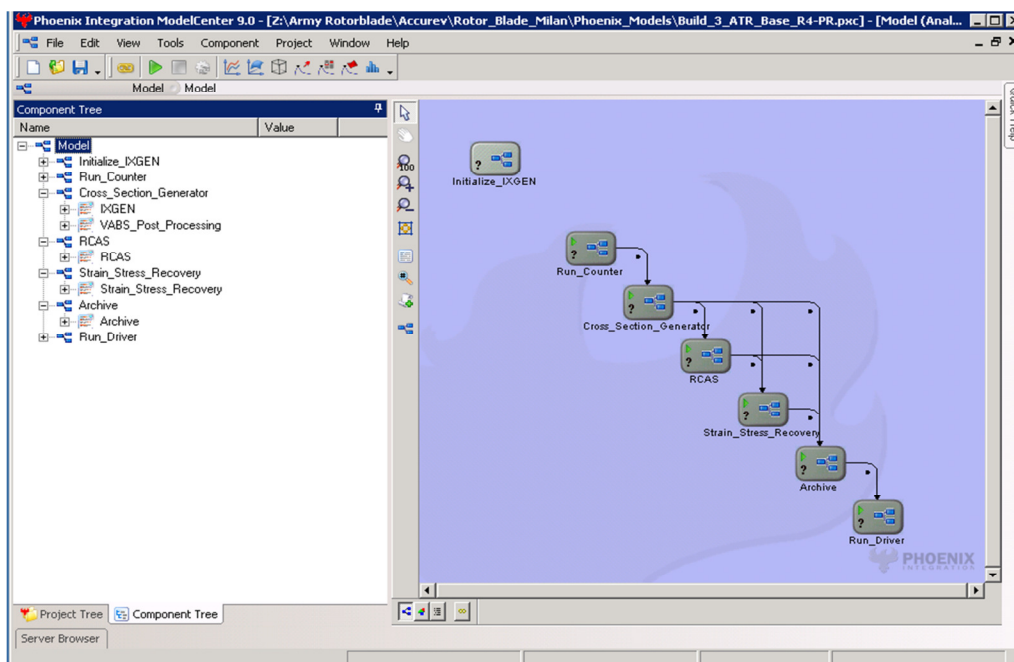 Phoenix Integration ModelCenter 9.0 - [Z:\Army Rotorblade\Accurev\Rotor_Blade_Milan\Phoenix_Models\Build_3_ATR_Base_R4-PR.pxc] - [Model (Anal...
File Edit View Tools Component Project Window Help
Model Model
Component Tree
Name Value
Model
Initialize_IXGEN
Run_Counter
Cross_Section_Generator
IXGEN
VABS_Post_Processing
RCAS
RCAS
Strain_Stress_Recovery
Strain_Stress_Recovery
Archive
Archive
Run_Driver
100
?
Initialize_IXGEN
?
Run_Counter
?
Cross_Section_Generator
?
RCAS
?
Strain_Stress_Recovery
?
Archive
?
Run_Driver
PHOENIX
INTEGRATION
Project Tree Component Tree
Server Browser